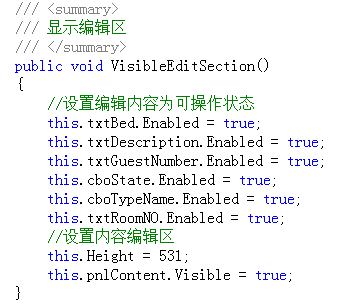 /// <summary>
/// 显示编辑区
/// </summary>
public void VisibleEditSection()
{
//设置编辑内容为可操作状态
this.txtBed.Enabled = true;
this.txtDescription.Enabled = true;
this.txtGuestNumber.Enabled = true;
this.cboState.Enabled = true;
this.cboTypeName.Enabled = true;
this.txtRoomNO.Enabled = true;
//设置内容编辑区
this.Height = 531;
this.pnlContent.Visible = true;
}